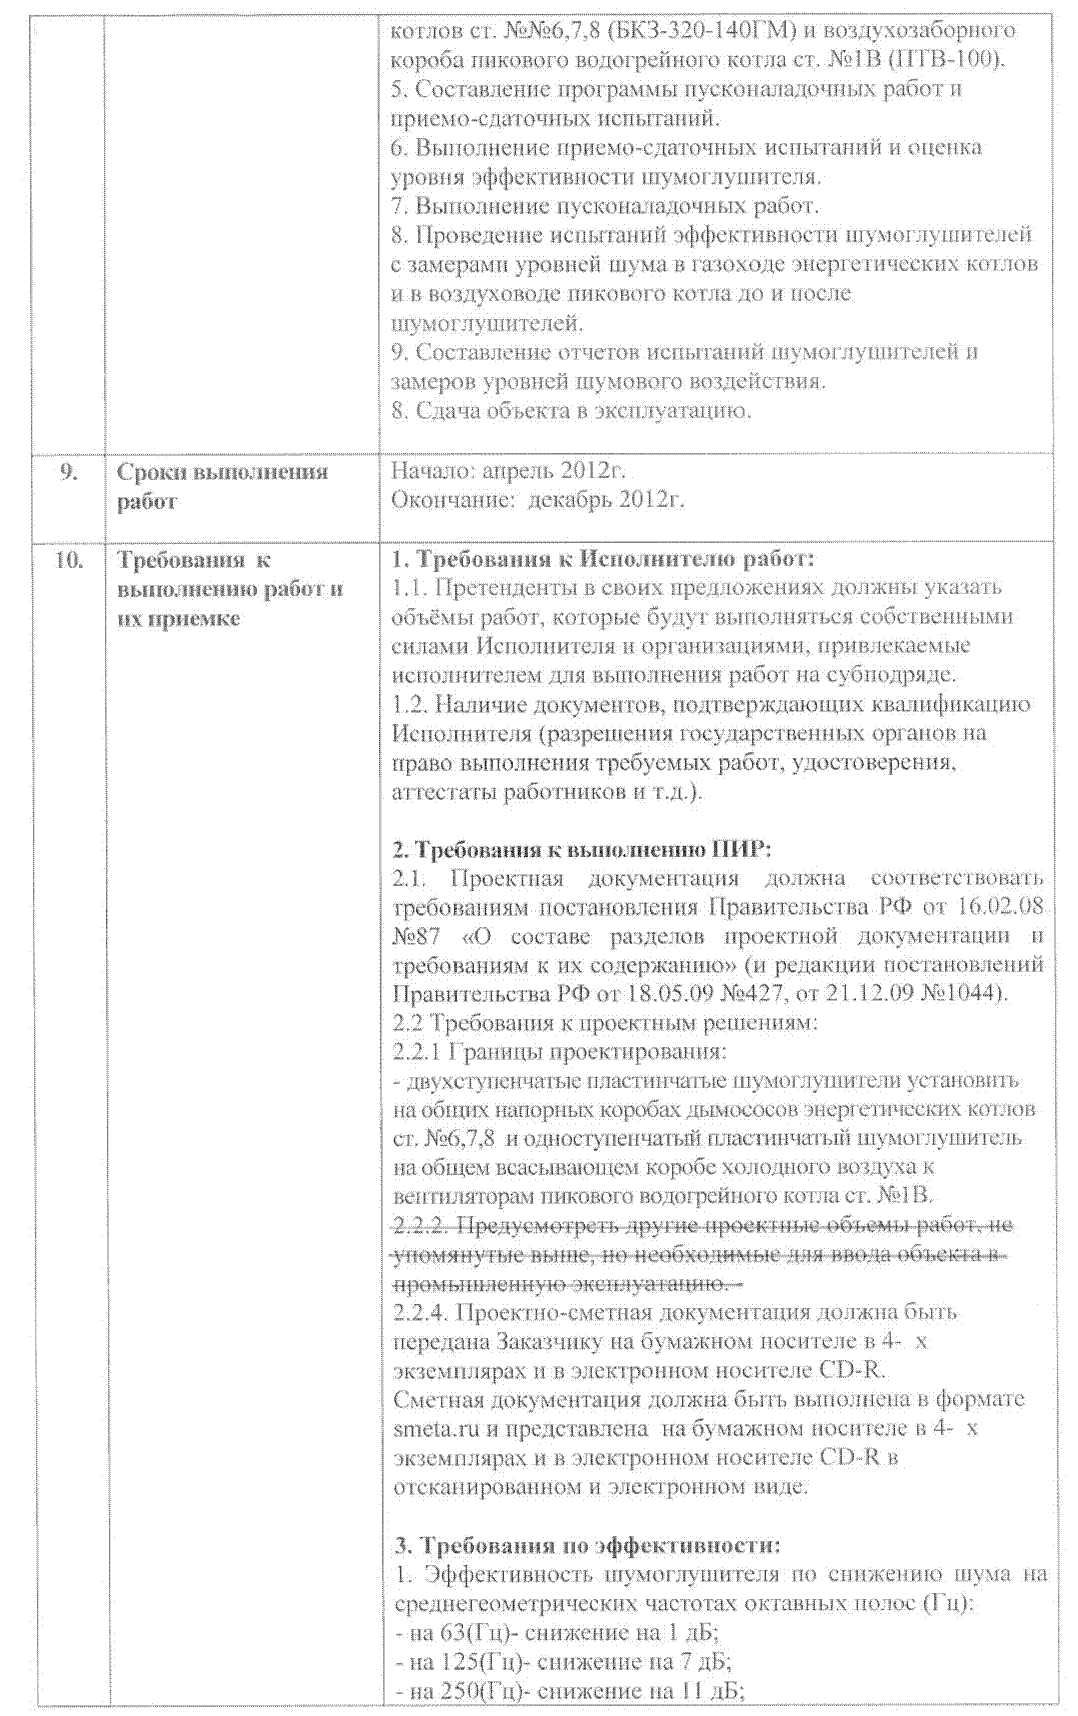 котлов ст. №№6,7,8 (БКЗ-320-140ГМ) и воздухозаборного
короба пикового водогрейного котла ст. №1В (ПТВ-100).
5. Составление программы пусконаладочных работ и
приемо-сдаточных испытаний.
6. Выполнение приемо-сдаточных испытаний и оценка
уровня эффективности шумоглушителя.
7. Выполнение пусконаладочных работ.
8. Проведение испытаний эффективности шумоглушителей
с замерами уровней шума в газоходе энергетических котлов
и в воздуховоде пикового котла до и после
шумоглушителей.
9. Составление отчетов испытаний шумоглушителей и
замеров уровней шумового воздействия.
8. Сдача объекта в эксплуатацию.
9. Сроки выполнения
работ
Начало: апрель 2012г.
Окончание: декабрь 2012г.
10. Требования к
выполнению работ и
их приемке
1. Требования к Исполнителю работ:
1.1. Претенденты в своих предложениях должны указать
объёмы работ, которые будут выполняться собственными
силами Исполнителя и организациями, привлекаемые
исполнителем для выполнения работ на субподряде.
1.2. Наличие документов, подтверждающих квалификацию
Исполнителя (разрешения государственных органов на
право выполнения требуемых работ, удостоверения,
аттестаты работников и т.д.).
2. Требования к выполнению ПИР:
2.1. Проектная документация должна соответствовать
требованиям постановления Правительства РФ от 16.02.08
№87 «О составе разделов проектной документации и
требованиям к их содержанию» (и редакции постановлений
Правительства РФ от 18.05.09 №427, от 21.12.09 №1044).
2.2 Требования к проектным решениям:
2.2.1 Границы проектирования:
- двухступенчатые пластинчатые шумоглушители установить
на общих напорных коробах дымососов энергетических котлов
ст. №6,7,8 и одноступенчатый пластинчатый шумоглушитель
на общем всасывающем коробе холодного воздуха к
вентиляторам пикового водогрейного котла ст. №1В.
2.2.2. Предусмотреть другие проектные объемы работ, не
упомянутые выше, но необходимые для ввода объекта в
промышленную эксплуатацию.
2.2.4. Проектно-сметная документация должна быть
передана Заказчику на бумажном носителе в 4- х
экземплярах и в электронном носителе CD-R.
Сметная документация должна быть выполнена в формате
smeta.ru и представлена на бумажном носителе в 4- х
экземплярах и в электронном носителе CD-R в
отсканированном и электронном виде.
3. Требования по эффективности:
1. Эффективность шумоглушителя по снижению шума на
среднегеометрических частотах октавных полос (Гц):
- на 63(Гц)- снижение на 1 дБ;
- на 125(Гц)- снижение на 7 дБ;
- на 250(Гц)- снижение на 11 дБ;